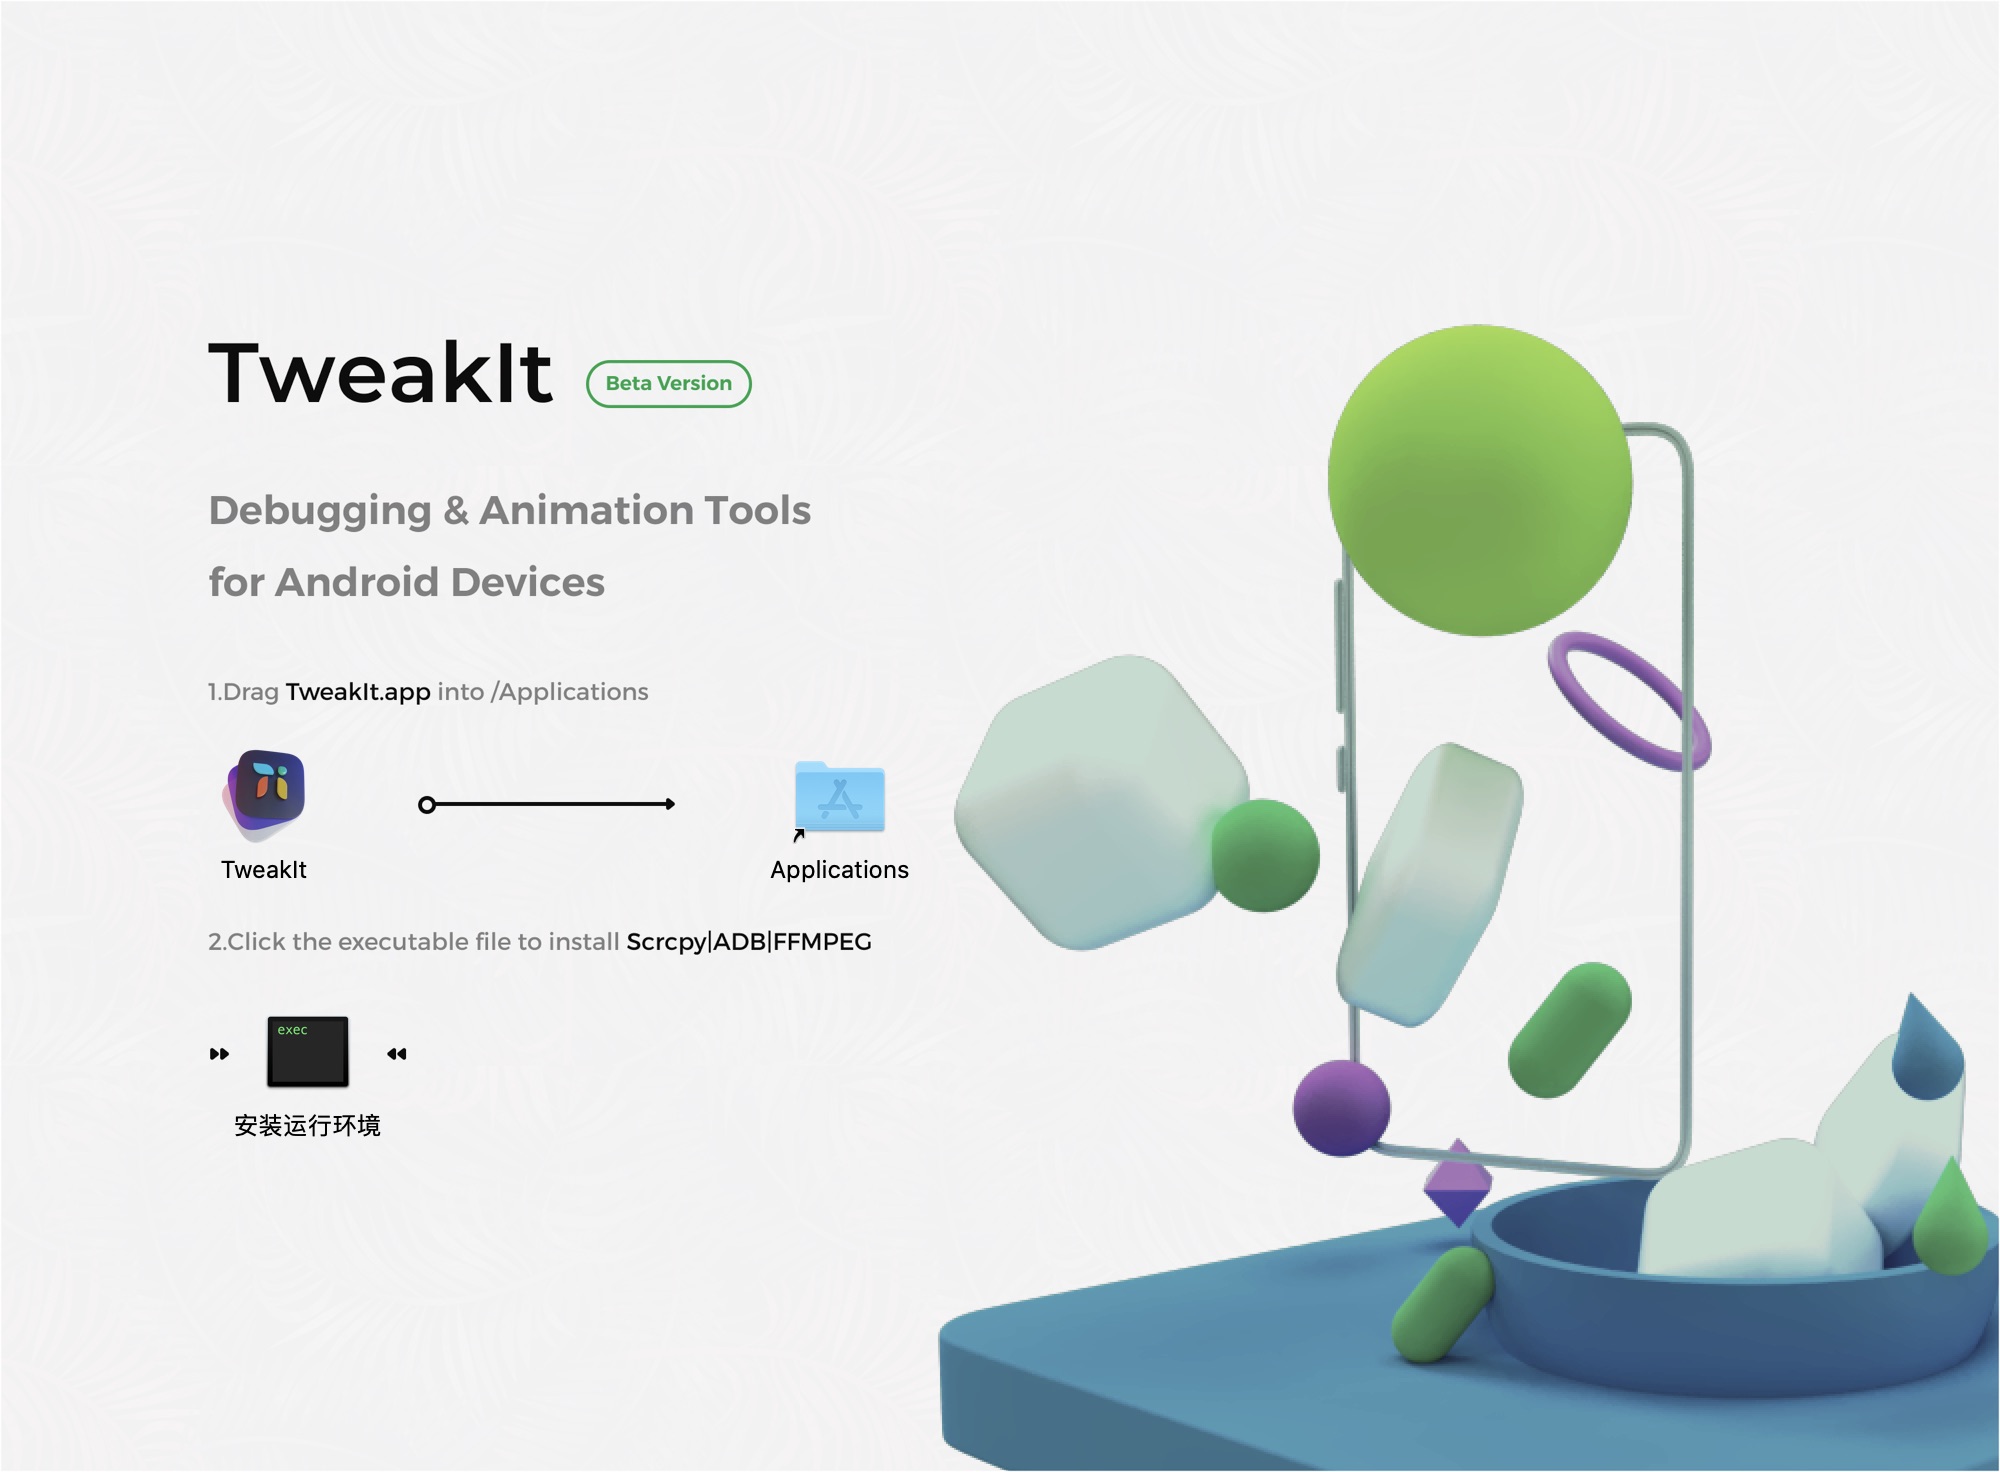 TweakIt
Beta Version
Debugging & Animation Tools
for Android Devices
1.Drag TweakIt.app into /Applications
TweakIt
Applications
2.Click the executable file to install Scrcpy|ADB|FFMPEG
exec
安装运行环境